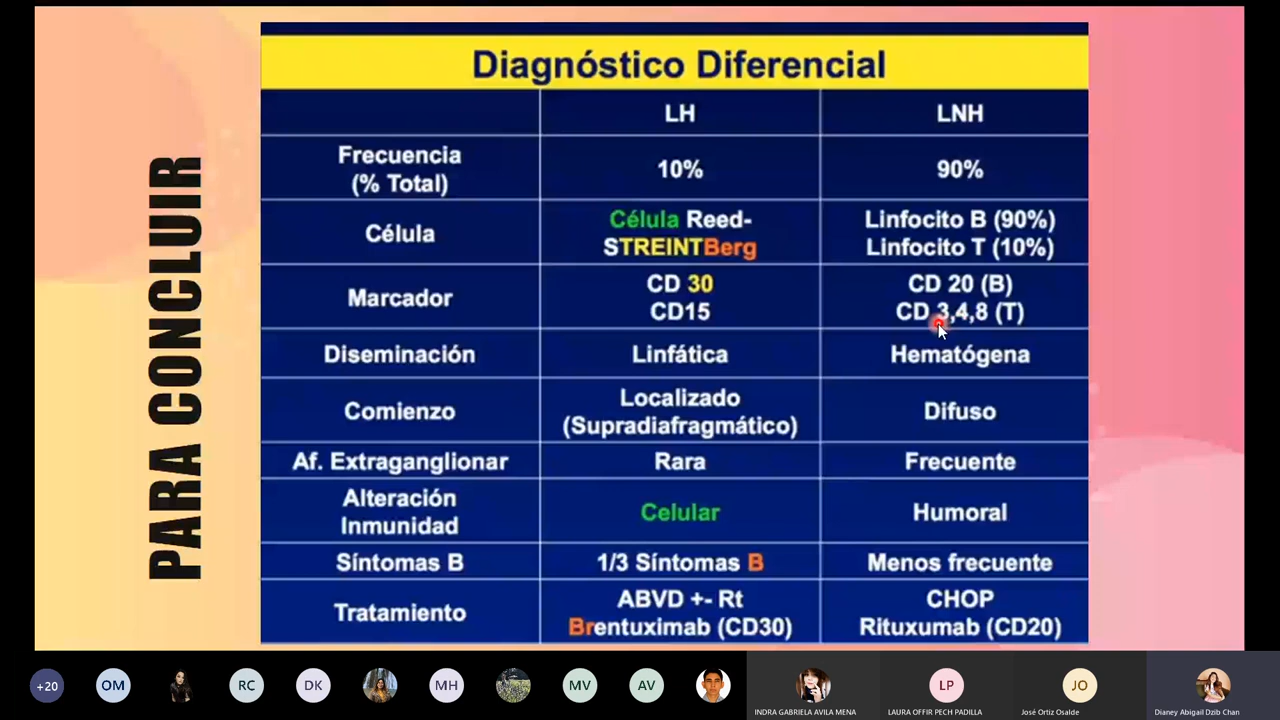 PARA CONCLUIR
Diagnóstico Diferencial
LH
LNH
Frecuencia
(% Total)
10%
90%
Célula
Célula Reed-
STREINTBerg
Linfocito B (90%)
Linfocito T (10%)
Marcador
CD 30
CD15
CD 20 (B)
CD 3,4,8 (T)
Diseminación
Linfática
Hematógena
Comienzo
Localizado
(Supradiafragmático)
Difuso
Af. Extraganglionar
Rara
Frecuente
Alteración
Inmunidad
Celular
Humoral
Síntomas B
1/3 Síntomas B
Menos frecuente
Tratamiento
ABVD +- Rt
Brentuximab (CD30)
CHOP
Rituxumab (CD20)
+20
OM
RC
DK
MH
MV
AV
INDRA GABRIELA AVILA MENA
LP
LAURA OFFIR PECH PADILLA
JO
José Ortiz Osalde
Dianey Abigail Dzib Chan